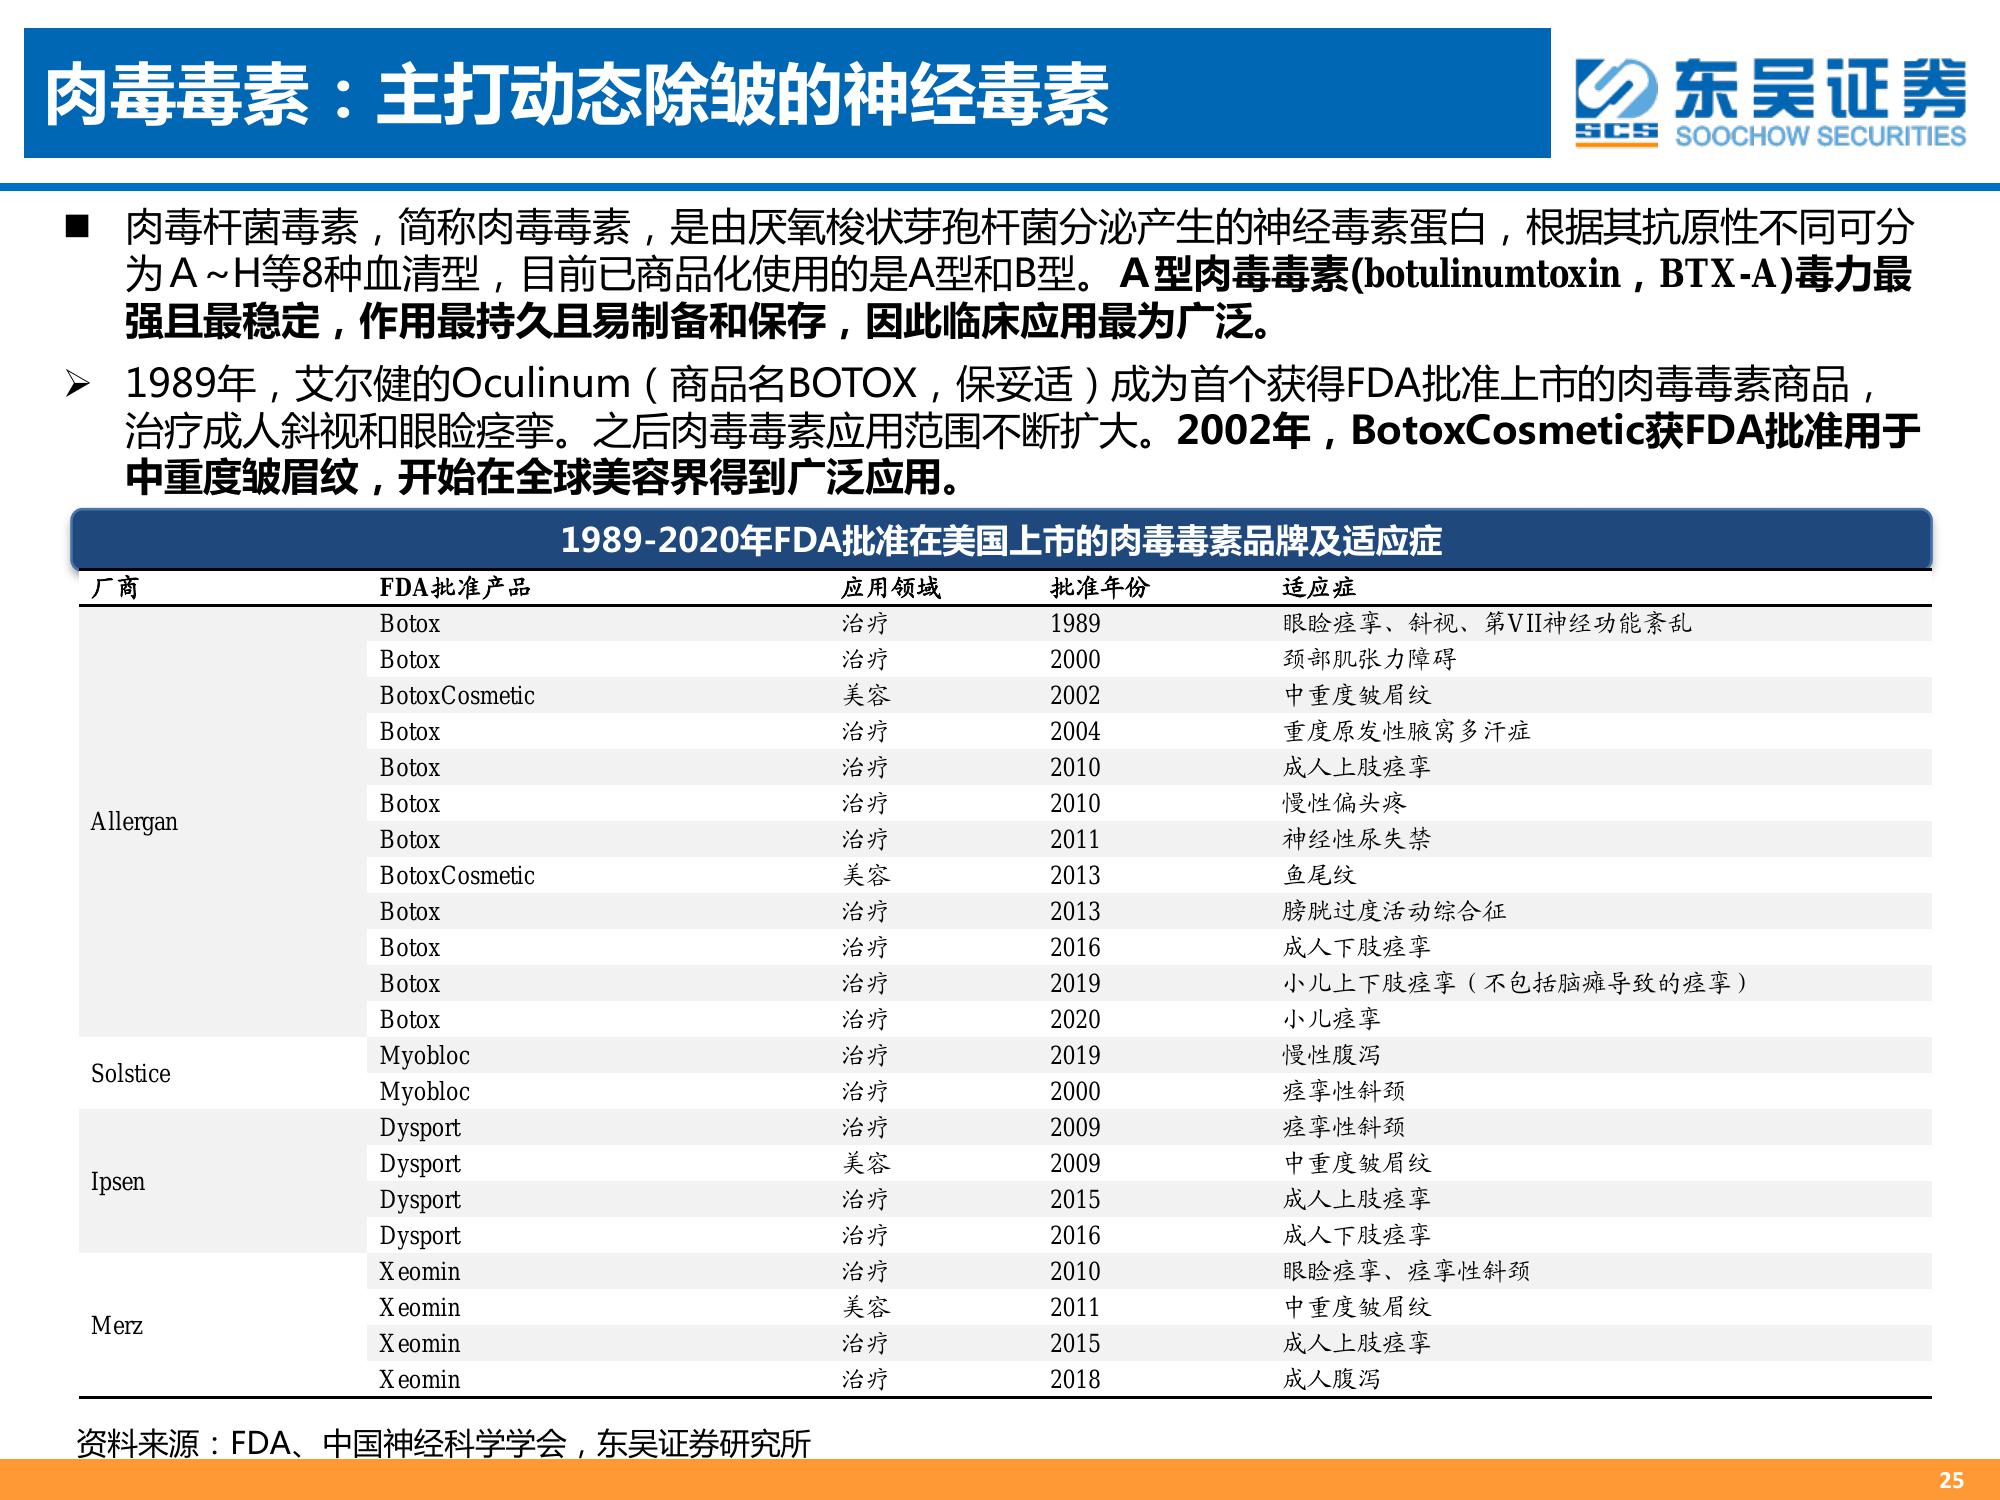 肉毒毒素：主打动态除皱的神经毒素
SCS
东吴证券
SOOCHOW SECURITIES
■ 肉毒杆菌毒素，简称肉毒毒素，是由厌氧梭状芽孢杆菌分泌产生的神经毒素蛋白，根据其抗原性不同可分
为A~H等8种血清型，目前已商品化使用的是A型和B型。A型肉毒毒素(botulinumtoxin，BTX-A)毒力最
强且最稳定，作用最持久且易制备和保存，因此临床应用最为广泛。
➢ 1989年，艾尔健的Oculinum（商品名BOTOX，保妥适）成为首个获得FDA批准上市的肉毒毒素商品，
治疗成人斜视和眼睑痉挛。之后肉毒毒素应用范围不断扩大。2002年，BotoxCosmetic获FDA批准用于
中重度皱眉纹，开始在全球美容界得到广泛应用。
1989-2020年FDA批准在美国上市的肉毒毒素品牌及适应症
厂商 FDA批准产品 应用领域 批准年份 适应症
Botox 治疗 1989 眼睑痉挛、斜视、第VII神经功能紊乱
Botox 治疗 2000 颈部肌张力障碍
BotoxCosmetic 美容 2002 中重度皱眉纹
Botox 治疗 2004 重度原发性腋窝多汗症
Botox 治疗 2010 成人上肢痉挛
Botox 治疗 2010 慢性偏头疼
Allergan
Botox 治疗 2011 神经性尿失禁
BotoxCosmetic 美容 2013 鱼尾纹
Botox 治疗 2013 膀胱过度活动综合征
Botox 治疗 2016 成人下肢痉挛
Botox 治疗 2019 小儿上下肢痉挛（不包括脑瘫导致的痉挛）
Botox 治疗 2020 小儿痉挛
Solstice
Myobloc 治疗 2019 慢性腹泻
Myobloc 治疗 2000 痉挛性斜颈
Dysport 治疗 2009 痉挛性斜颈
Dysport 美容 2009 中重度皱眉纹
Ipsen
Dysport 治疗 2015 成人上肢痉挛
Dysport 治疗 2016 成人下肢痉挛
Xeomin 治疗 2010 眼睑痉挛、痉挛性斜颈
Xeomin 美容 2011 中重度皱眉纹
Merz
Xeomin 治疗 2015 成人上肢痉挛
Xeomin 治疗 2018 成人腹泻
资料来源：FDA、中国神经科学学会，东吴证券研究所
25